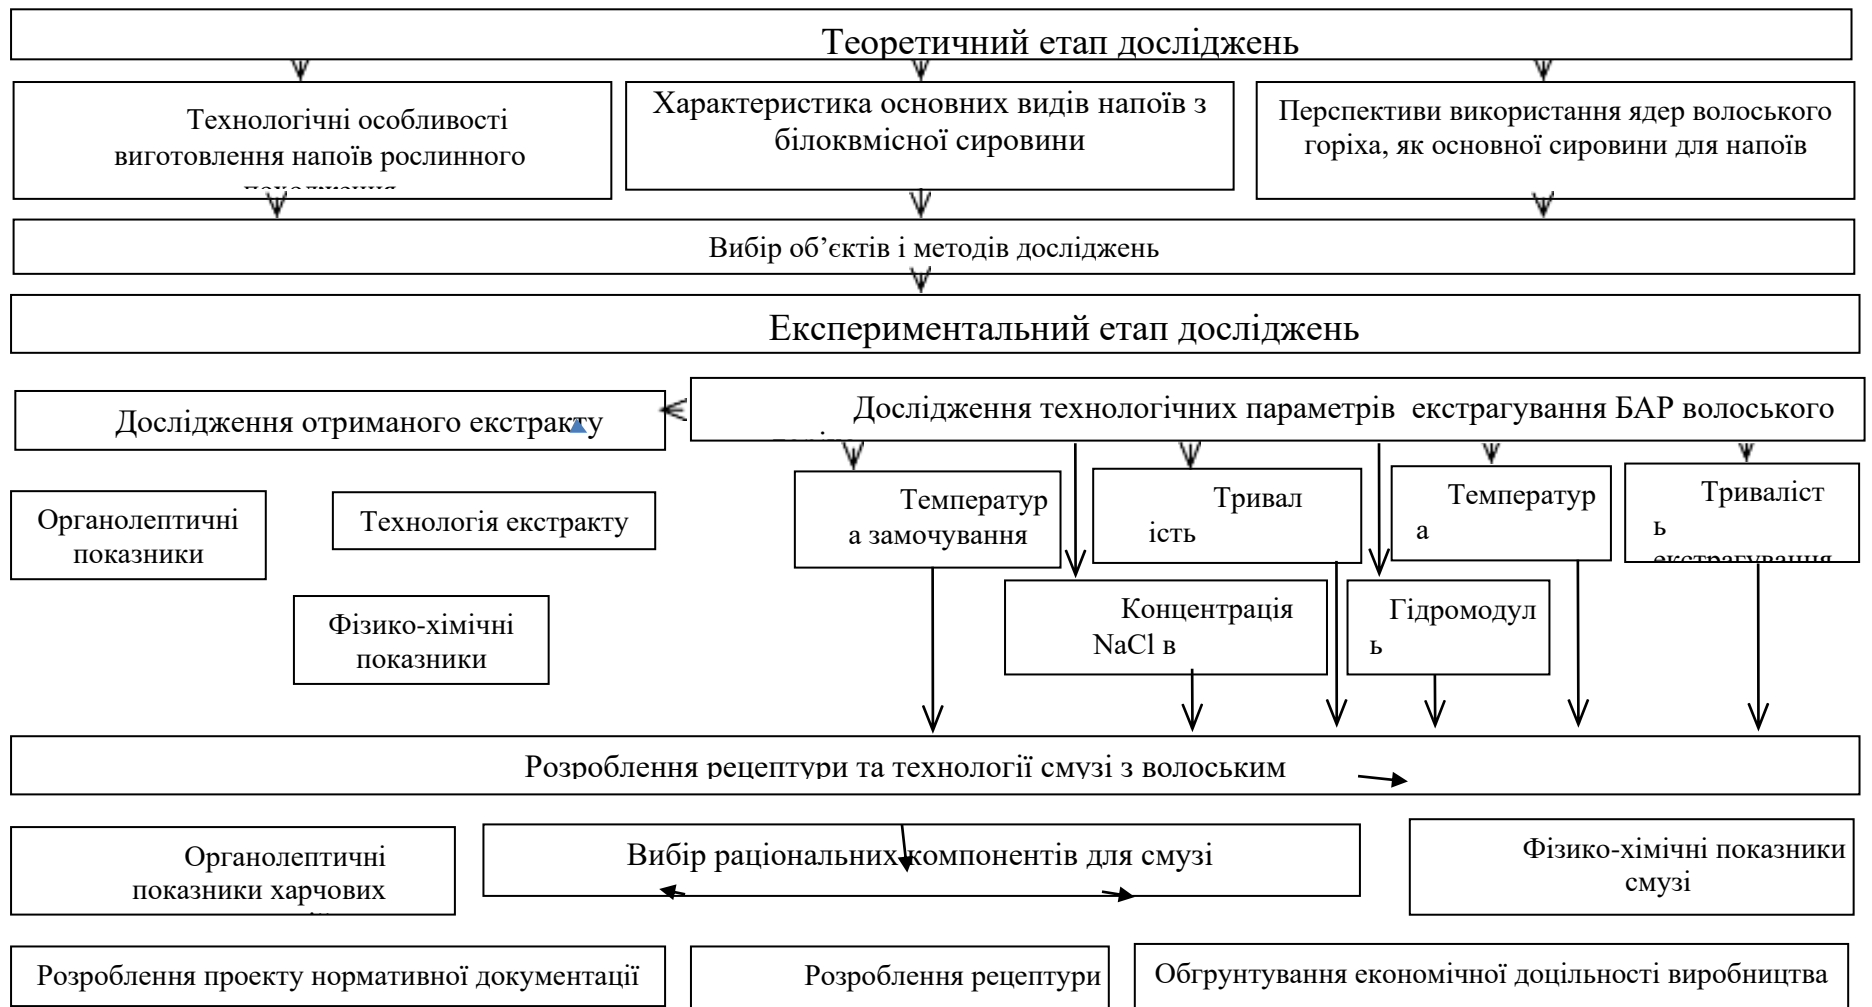 Теоретичний етап досліджень
Технологічні особливості
виготовлення напоїв рослинного
Характеристика основних видів напоїв з
білоквмісної сировини
Перспективи використання ядер волоського
горіха, як основної сировини для напоїв
Вибір об’єктів і методів досліджень
Експериментальний етап досліджень
Дослідження отриманого екстракту
Дослідження технологічних параметрів екстрагування БАР волоського
Органолептичні
показники
Технологія екстракту
Фізико-хімічні
показники
Температур
а замочування
Тривал
ість
Температур
а
Триваліст
ь
екстрагування
Концентрація
NaCl в
Гідромодул
ь
Розроблення рецептури та технології смузі з волоським
Органолептичні
показники харчових
Вибір раціональних компонентів для смузі
Фізико-хімічні показники
смузі
Розроблення проекту нормативної документації
Розроблення рецептури
Обгрунтування економічної доцільності виробництва